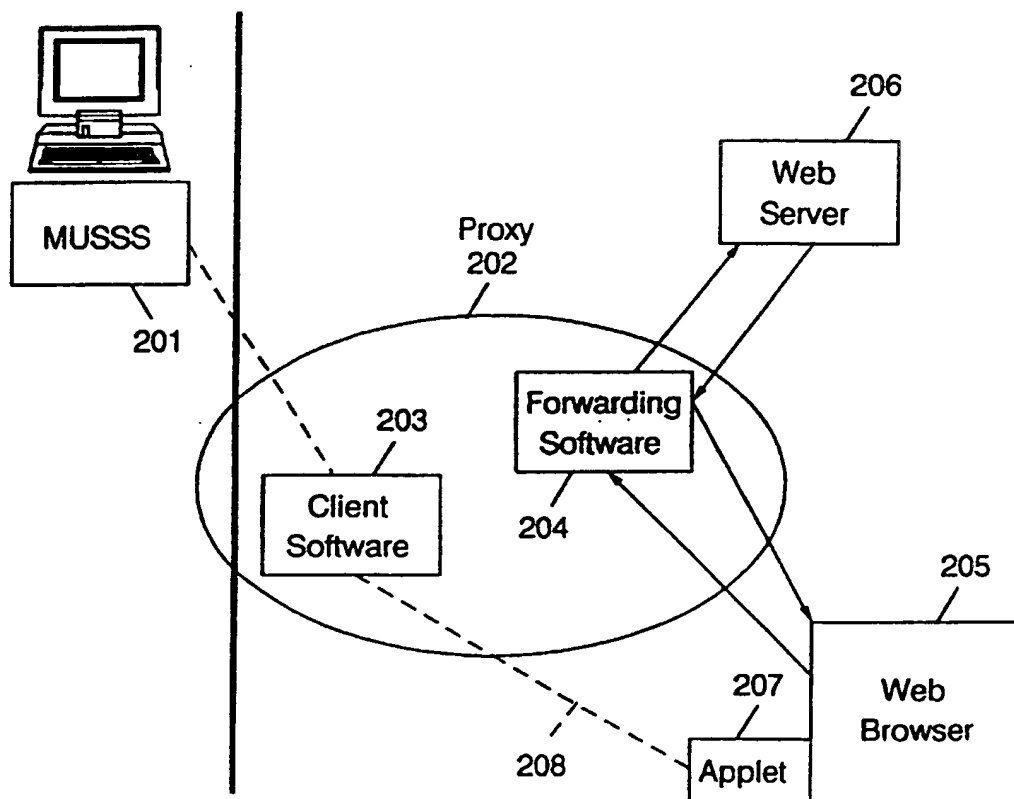 206
Web
Server
MUSSS
201
Proxy
202
Forwarding
Software
204
203
Client
Software
205
Web
Browser
207
Applet
208